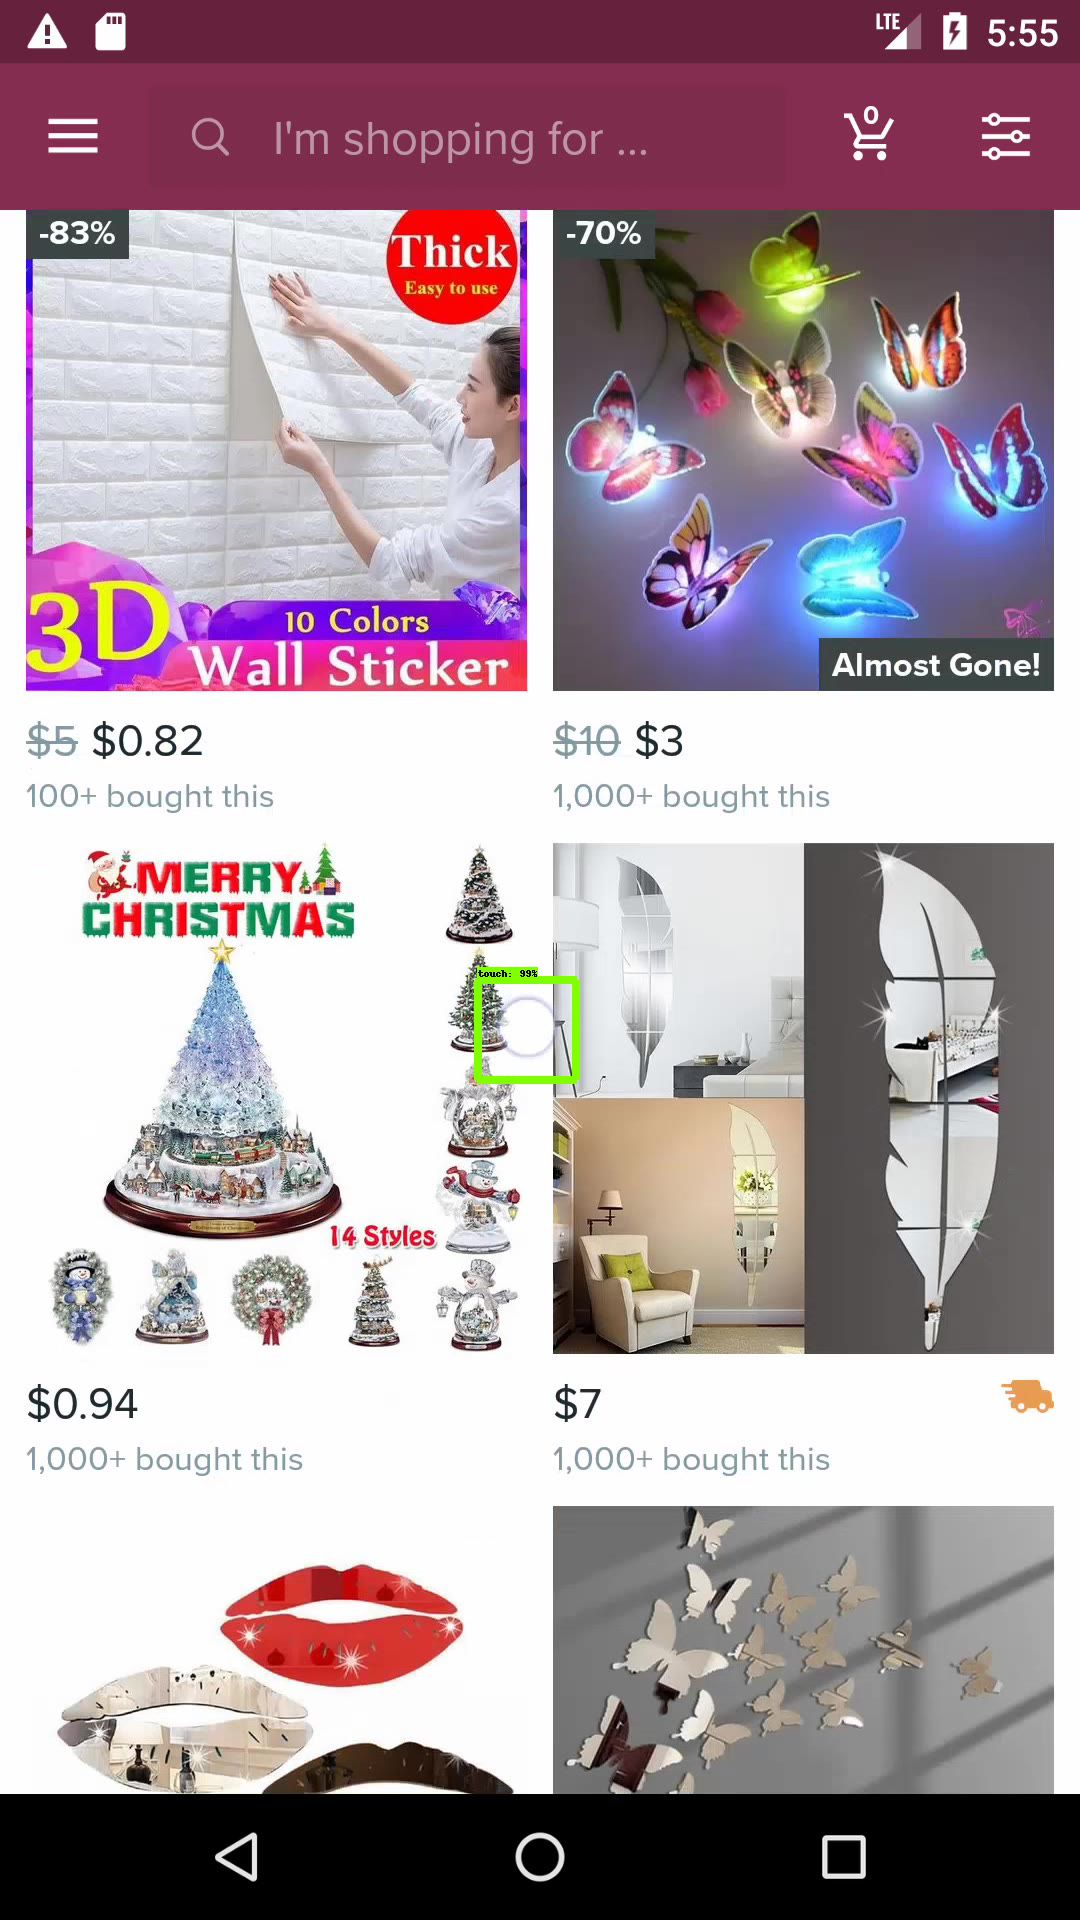 LTE 5:55
0
I'm shopping for ...
-83%
Thick
Easy to use
3D
10 Colors
Wall Sticker
-70%
Almost Gone!
$5 $0.82
100+ bought this
$10 $3
1,000+ bought this
MERRY
CHRISTMAS
touch: 99%
14 Styles
$0.94
1,000+ bought this
$7
1,000+ bought this